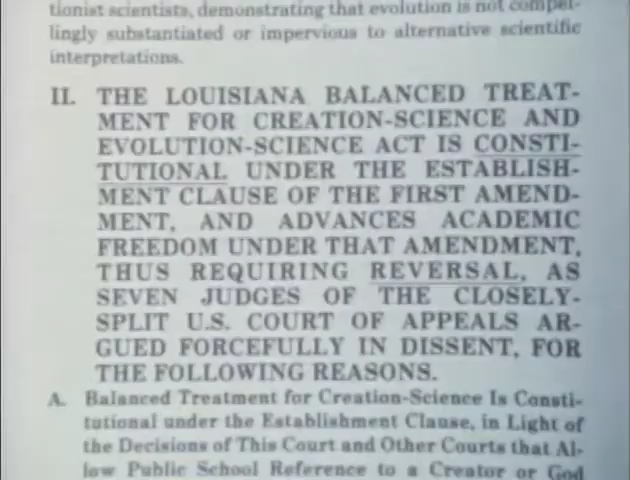 tionist scientists, demonstrating that evolution is not compel-
lingly substantiated or impervious to alternative scientific
interpretations.
II. THE LOUISIANA BALANCED TREAT-
MENT FOR CREATION-SCIENCE AND
EVOLUTION-SCIENCE ACT IS CONSTI-
TUTIONAL UNDER THE ESTABLISH-
MENT CLAUSE OF THE FIRST AMEND-
MENT, AND ADVANCES ACADEMIC
FREEDOM UNDER THAT AMENDMENT,
THUS REQUIRING REVERSAL, AS
SEVEN JUDGES OF THE CLOSELY-
SPLIT U.S. COURT OF APPEALS AR-
GUED FORCEFULLY IN DISSENT, FOR
THE FOLLOWING REASONS.
A. Balanced Treatment for Creation-Science Is Consti-
tutional under the Establishment Clause, in Light of
the Decisions of This Court and Other Courts that Al-
low Public School Reference to a Creator or God